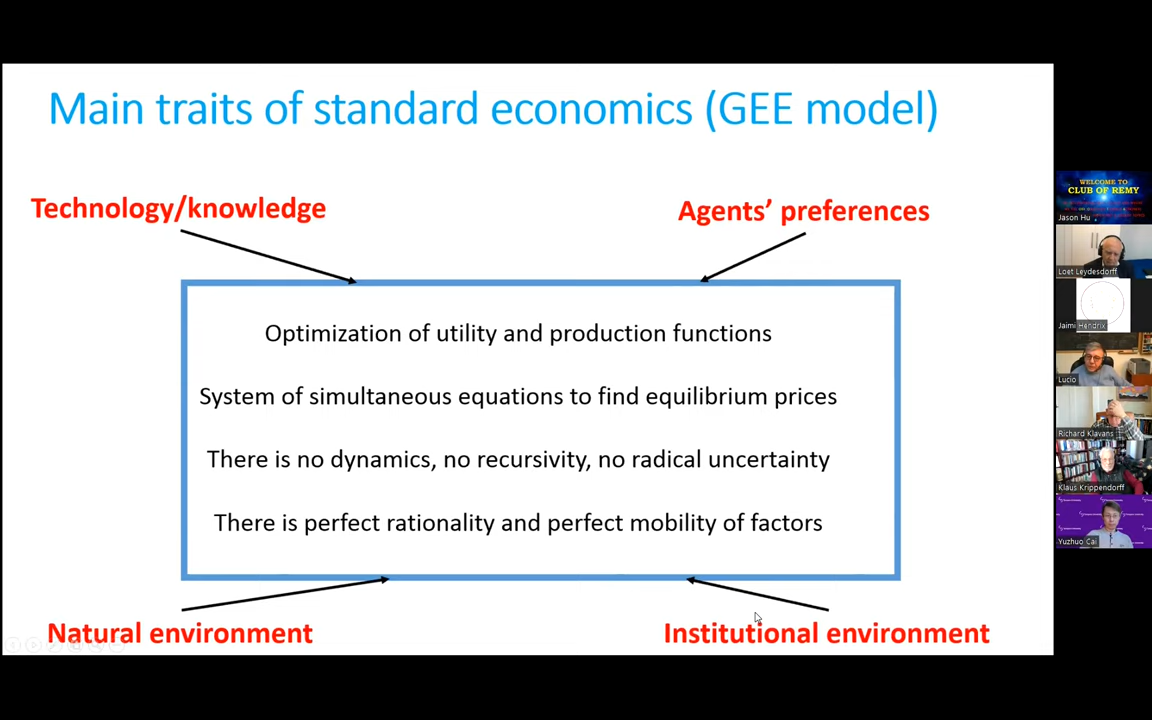 Main traits of standard economics (GEE model)
Technology/knowledge
Agents’ preferences
Optimization of utility and production functions
System of simultaneous equations to find equilibrium prices
There is no dynamics, no recursivity, no radical uncertainty
There is perfect rationality and perfect mobility of factors
Natural environment
Institutional environment
WELCOME TO
CLUB OF REMY
Jason Hu
Loet Leydesdorff
Jaimi Hendrix
Lucio
Richard Klavans
Klaus Krippendorff
Yuzhuo Cai